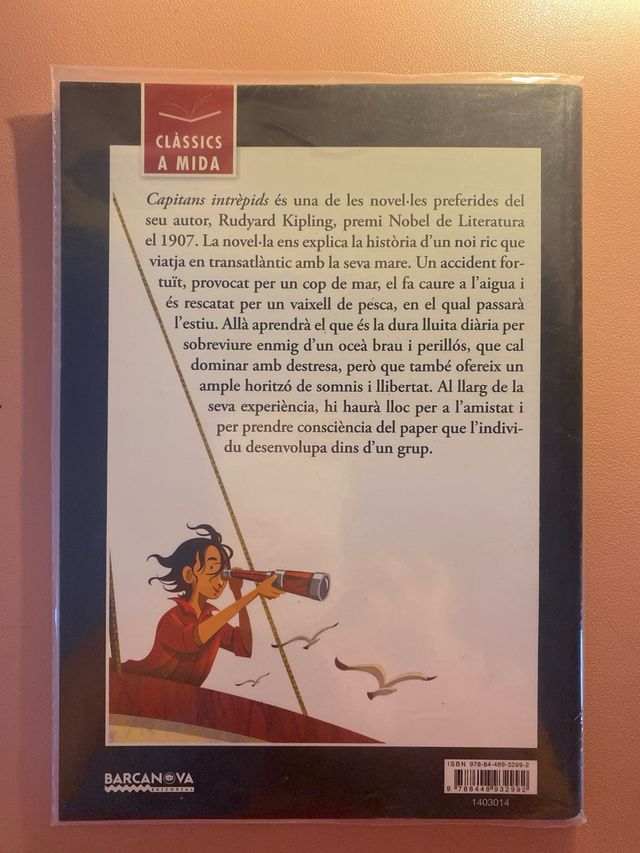 CLÀSSICS
A MIDA
Capitans intrèpids és una de les novel·les preferides del
seu autor, Rudyard Kipling, premi Nobel de Literatura
el 1907. La novel·la ens explica la història d'un noi ric que
viatja en transatlàntic amb la seva mare. Un accident for-
tuït, provocat per un cop de mar, el fa caure a l'aigua i
és rescatat per un vaixell de pesca, en el qual passarà
l'estiu. Allà aprendrà el que és la dura lluita diària per
sobreviure enmig d'un oceà brau i perillós, que cal
dominar amb destresa, però que també ofereix un
ample horitzó de somnis i llibertat. Al llarg de la
seva experiència, hi haurà lloc per a l'amistat i
per prendre consciència del paper que l'indivi-
du desenvolupa dins d'un grup.
BARCANOVA
EDITORIAL
ISBN 978-84-489-3299-2
9 788448 932992
1403014